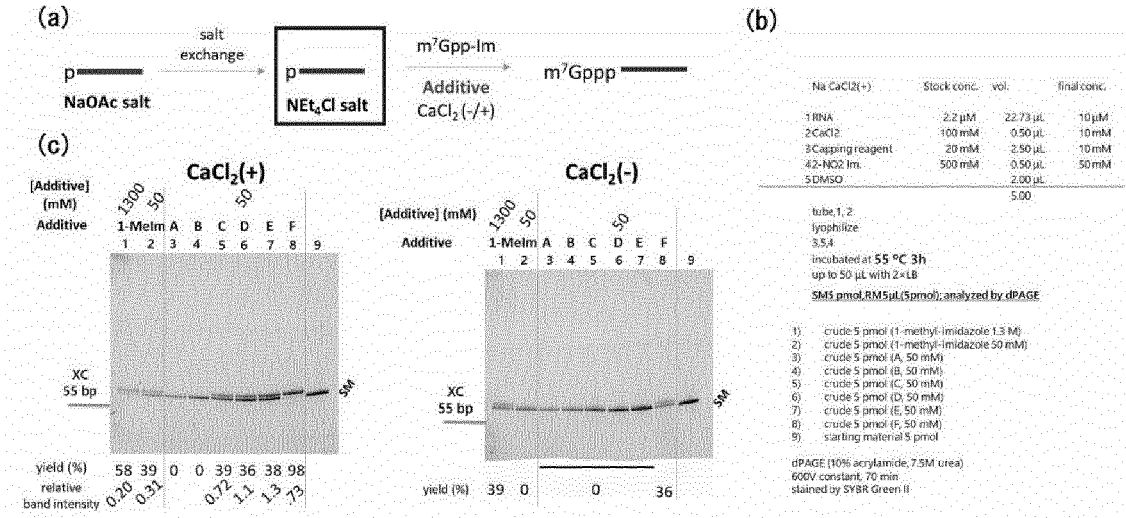 (a)
p
NaOAc salt
salt
exchange
p
NEt₄Cl salt
m⁷Gpp-Im
Additive
CaCl₂ (-/+)
m⁷Gppp
(b)
Na CaCl2(+) Stock conc. vol. final conc.
1 RNA 2.2 µM 22.73 µL 10 µM
2 CaCl2 100 mM 0.50 µL 10 mM
3 Capping reagent 20 mM 2.50 µL 10 mM
4 2-NO2 Im. 500 mM 0.50 µL 50 mM
5 DMSO 2.00 µL
5.00
tube,1, 2
lyophilize
3,5,4
incubated at 55 °C 3h
up to 50 µL with 2×LB
SM5 pmol,RM5µL(5pmol); analyzed by dPAGE
1) crude 5 pmol (1-methyl-imidazole 1.3 M)
2) crude 5 pmol (1-methyl-imidazole 50 mM)
3) crude 5 pmol (A, 50 mM)
4) crude 5 pmol (B, 50 mM)
5) crude 5 pmol (C, 50 mM)
6) crude 5 pmol (D, 50 mM)
7) crude 5 pmol (E, 50 mM)
8) crude 5 pmol (F, 50 mM)
9) starting material 5 pmol
dPAGE (10% acrylamide, 7.5M urea)
600V constant, 70 min
stained by SYBR Green II
(c)
CaCl₂(+)
[Additive]
(mM) 1300 50 50
Additive 1-MeIm A B C D E F
1 2 3 4 5 6 7 8 9
XC
55 bp
SM
yield (%) 58 39 0 0 39 36 38 98
relative
band intensity 0.20 0.31 0.72 1.1 1.3 .73
CaCl₂(-)
[Additive] (mM) 1300 50 50
Additive 1-MeIm A B C D E F
1 2 3 4 5 6 7 8 9
XC
55 bp
SM
yield (%) 39 0 0 36